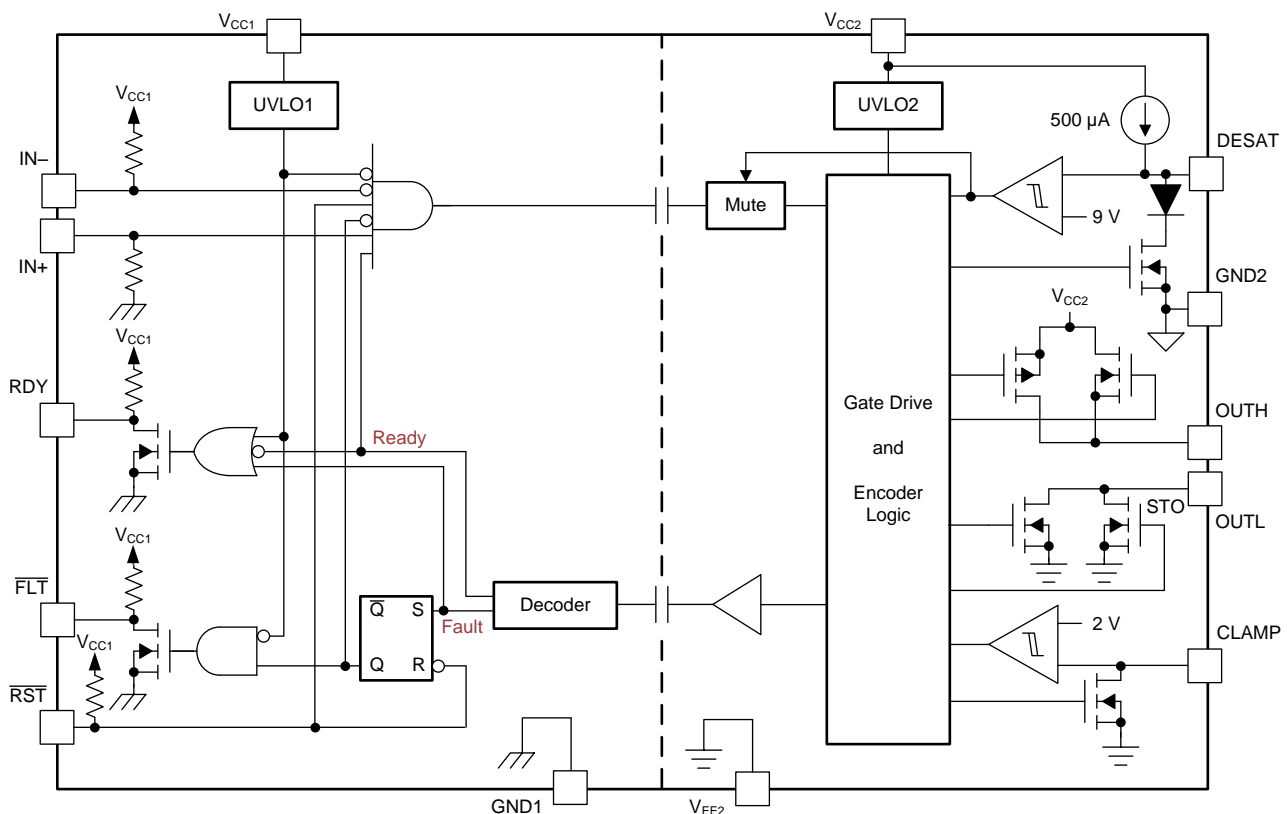 VCC1
VCC2
UVLO1
UVLO2
VCC1
500 µA
DESAT
IN–
Mute
9 V
IN+
GND2
VCC1
VCC2
RDY
Gate Drive
and
Encoder
Logic
OUTH
Ready
STO
OUTL
VCC1
FLT
Q S
Decoder
Fault
2 V
CLAMP
VCC1
Q R
RST
GND1
VEE2